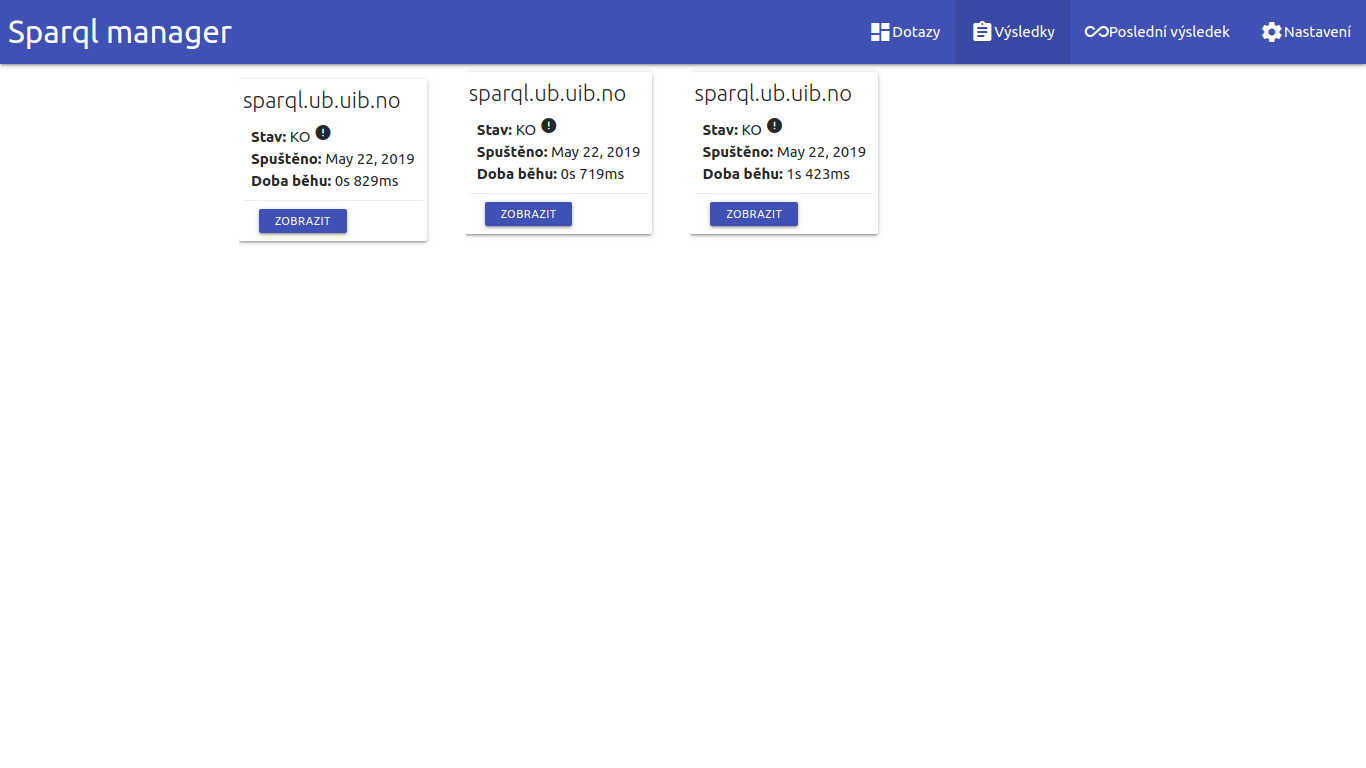 Sparql manager
Dotazy
Výsledky
Poslední výsledek
Nastavení
sparql.ub.uib.no
Stav: KO
Spuštěno: May 22, 2019
Doba běhu: 0s 829ms
ZOBRAZIT
sparql.ub.uib.no
Stav: KO
Spuštěno: May 22, 2019
Doba běhu: 0s 719ms
ZOBRAZIT
sparql.ub.uib.no
Stav: KO
Spuštěno: May 22, 2019
Doba běhu: 1s 423ms
ZOBRAZIT